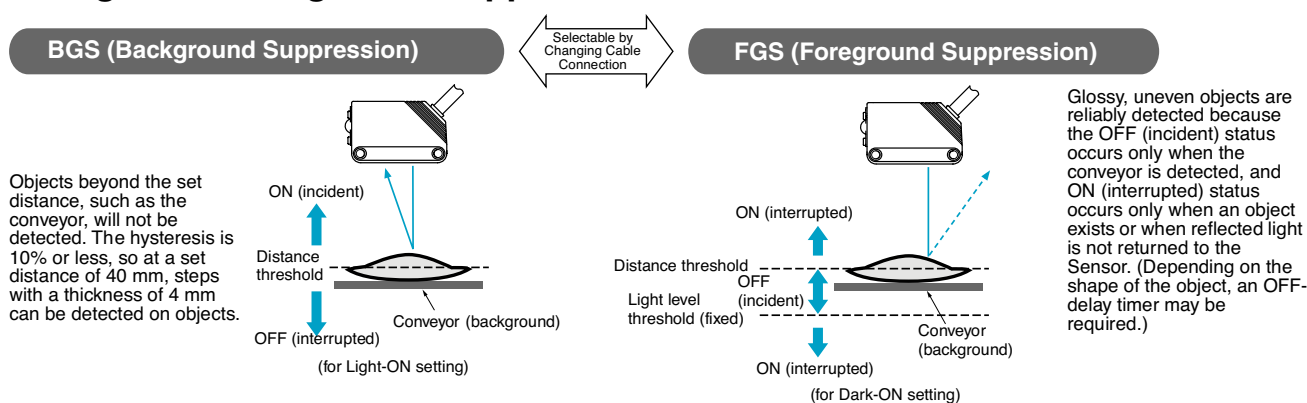 BGS (Background Suppression)
Selectable by
Changing Cable
Connection
FGS (Foreground Suppression)
Objects beyond the set
distance, such as the
conveyor, will not be
detected. The hysteresis is
10% or less, so at a set
distance of 40 mm, steps
with a thickness of 4 mm
can be detected on objects.
ON (incident)
Distance
threshold
OFF (interrupted)
Conveyor (background)
(for Light-ON setting)
ON (interrupted)
Distance threshold
OFF
(incident)
Light level
threshold (fixed)
Conveyor
(background)
ON (interrupted)
(for Dark-ON setting)
Glossy, uneven objects are
reliably detected because
the OFF (incident) status
occurs only when the
conveyor is detected, and
ON (interrupted) status
occurs only when an object
exists or when reflected light
is not returned to the
Sensor. (Depending on the
shape of the object, an OFF-
delay timer may be
required.)